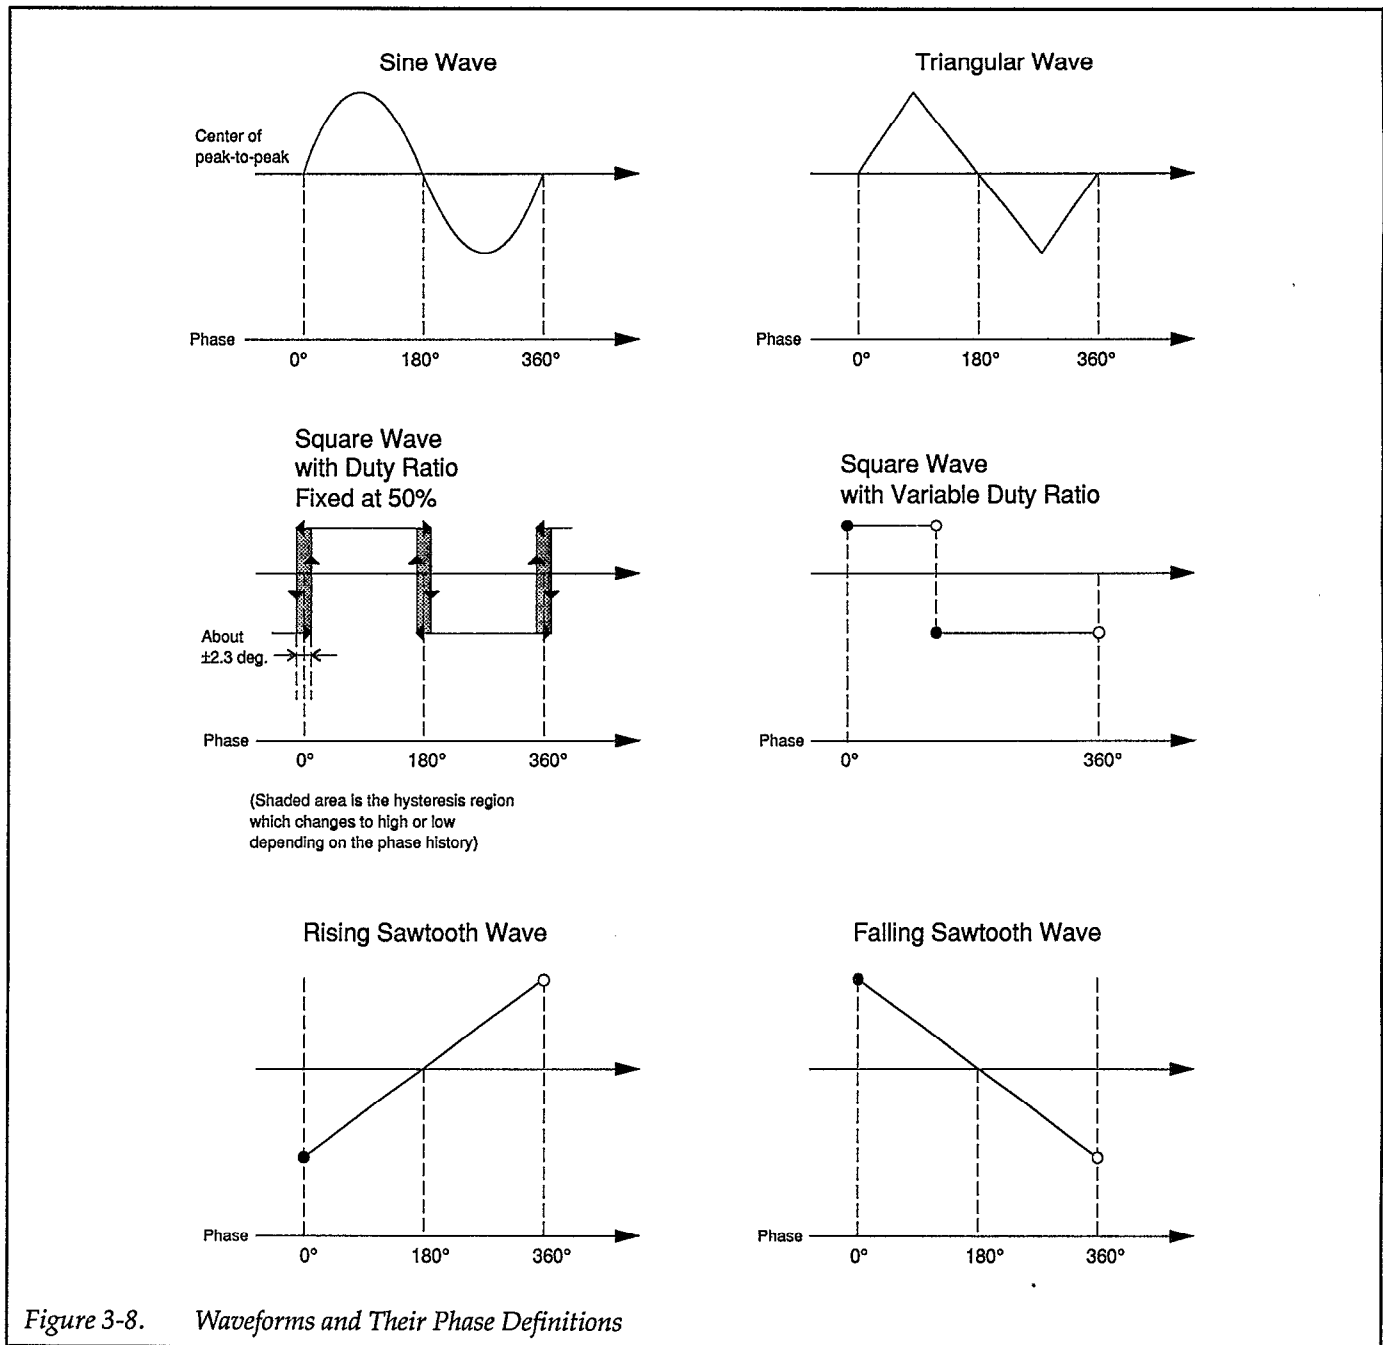 Sine Wave
Center of
peak-to-peak
Phase
0° 180° 360°
Triangular Wave
Phase
0° 180° 360°
Square Wave
with Duty Ratio
Fixed at 50%
About
±2.3 deg.
Phase
0° 180° 360°
(Shaded area is the hysteresis region
which changes to high or low
depending on the phase history)
Square Wave
with Variable Duty Ratio
Phase
0° 360°
Rising Sawtooth Wave
Phase
0° 180° 360°
Falling Sawtooth Wave
Phase
0° 180° 360°
Figure 3-8. Waveforms and Their Phase Definitions